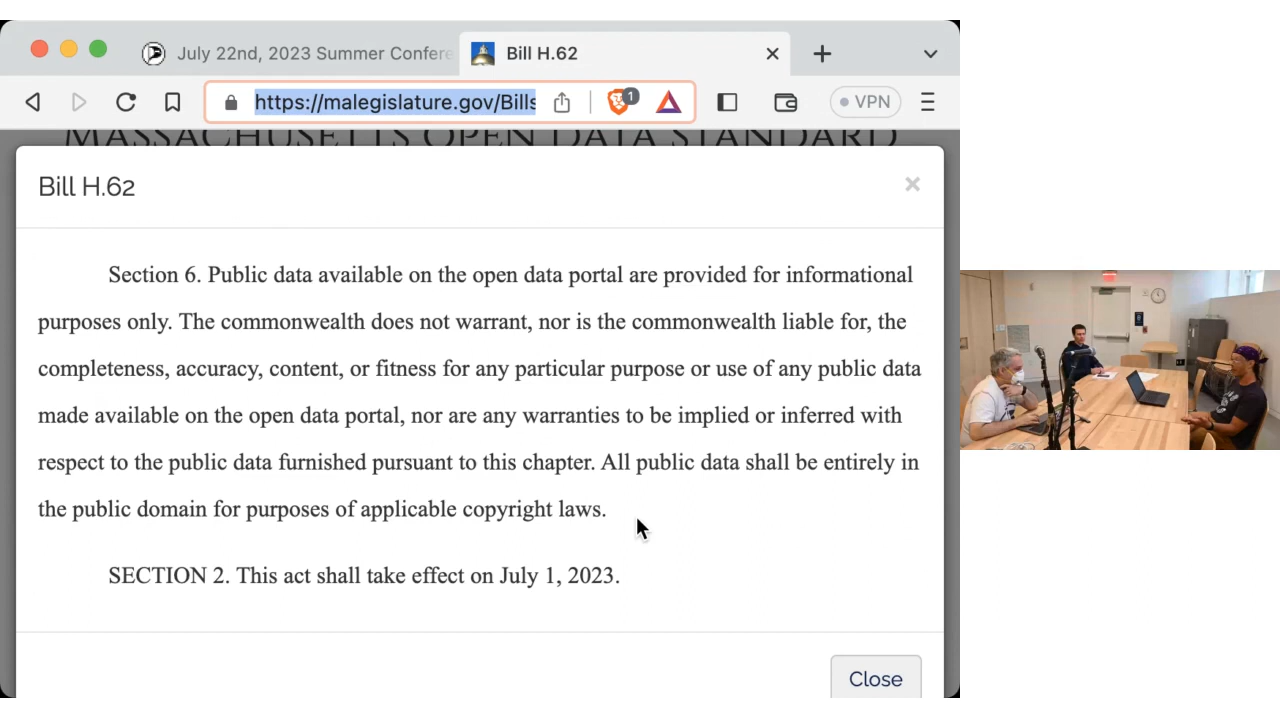 July 22nd, 2023 Summer Confere
Bill H.62
https://malegislature.gov/Bills
1
VPN
MASSACHUSETTS OPEN DATA STANDARD
Bill H.62
Section 6. Public data available on the open data portal are provided for informational
purposes only. The commonwealth does not warrant, nor is the commonwealth liable for, the
completeness, accuracy, content, or fitness for any particular purpose or use of any public data
made available on the open data portal, nor are any warranties to be implied or inferred with
respect to the public data furnished pursuant to this chapter. All public data shall be entirely in
the public domain for purposes of applicable copyright laws.
SECTION 2. This act shall take effect on July 1, 2023.
Close